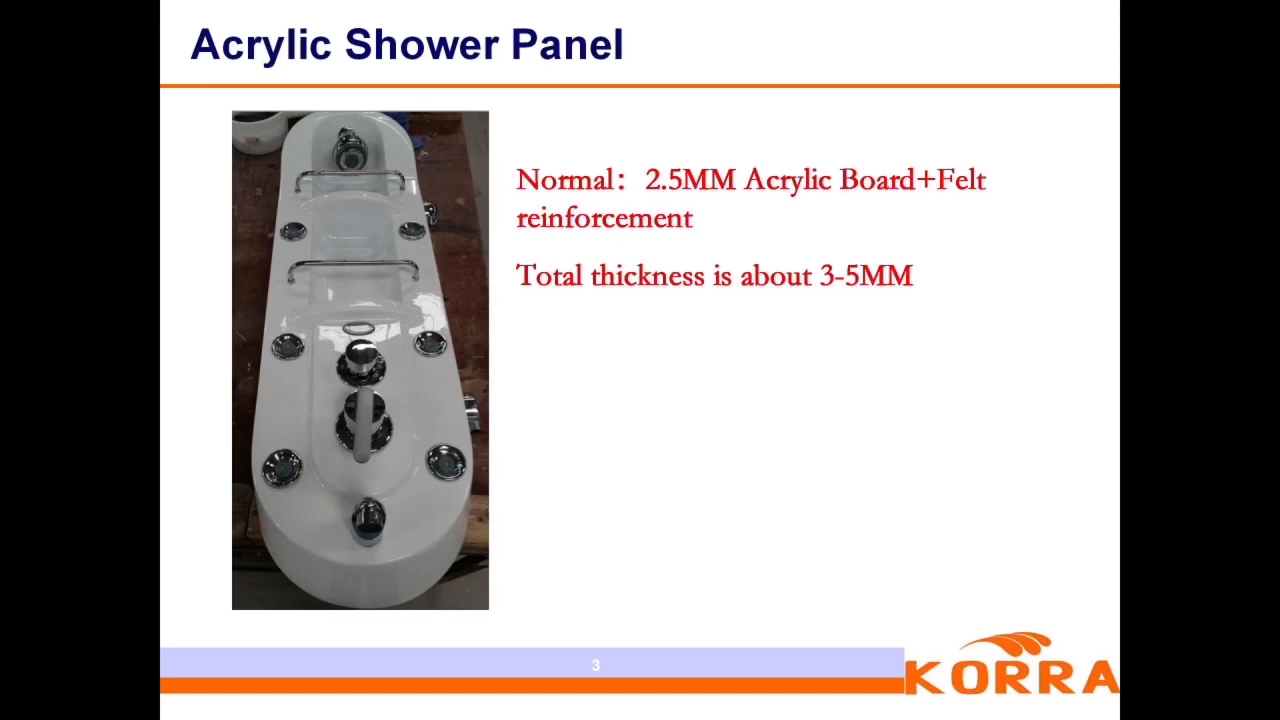 Acrylic Shower Panel
Normal：2.5MM Acrylic Board+Felt
reinforcement
Total thickness is about 3-5MM
3
KORRA